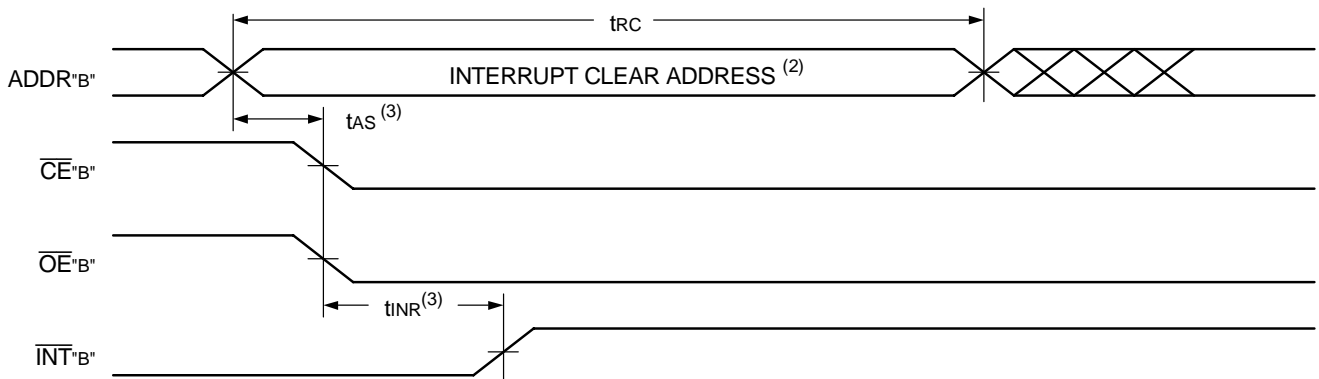 tRC
ADDR"B"
INTERRUPT CLEAR ADDRESS (2)
tAS (3)
CE"B"
OE"B"
tINR(3)
INT"B"